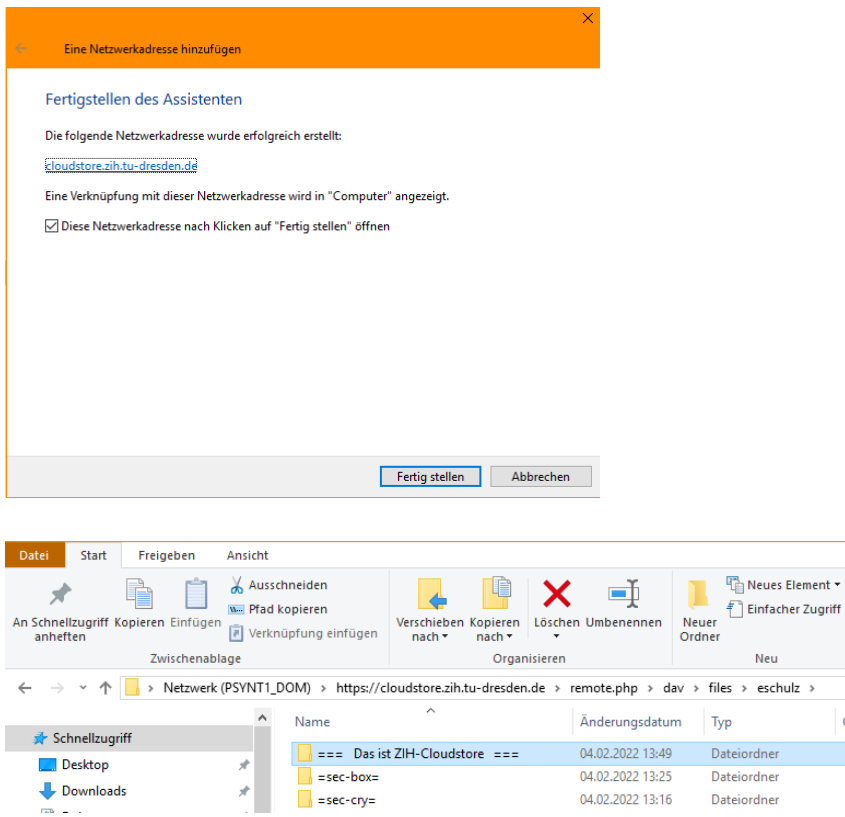 Eine Netzwerkadresse hinzufügen
Fertigstellen des Assistenten
Die folgende Netzwerkadresse wurde erfolgreich erstellt:
cloudstore.zih.tu-dresden.de
Eine Verknüpfung mit dieser Netzwerkadresse wird in "Computer" angezeigt.
Diese Netzwerkadresse nach Klicken auf "Fertig stellen" öffnen
Fertig stellen Abbrechen
Datei Start Freigeben Ansicht
An Schnellzugriff anheften
Kopieren
Einfügen
Ausschneiden
Pfad kopieren
Verknüpfung einfügen
Zwischenablage
Verschieben nach
Kopieren nach
Löschen
Umbenennen
Organisieren
Neuer Ordner
Neues Element
Einfacher Zugriff
Neu
Netzwerk (PSYNT1_DOM) > https://cloudstore.zih.tu-dresden.de > remote.php > dav > files > eschulz >
Name Änderungsdatum Typ
Schnellzugriff
Desktop
Downloads
=== Das ist ZIH-Cloudstore === 04.02.2022 13:49 Dateiordner
=sec-box= 04.02.2022 13:25 Dateiordner
=sec-cry= 04.02.2022 13:16 Dateiordner